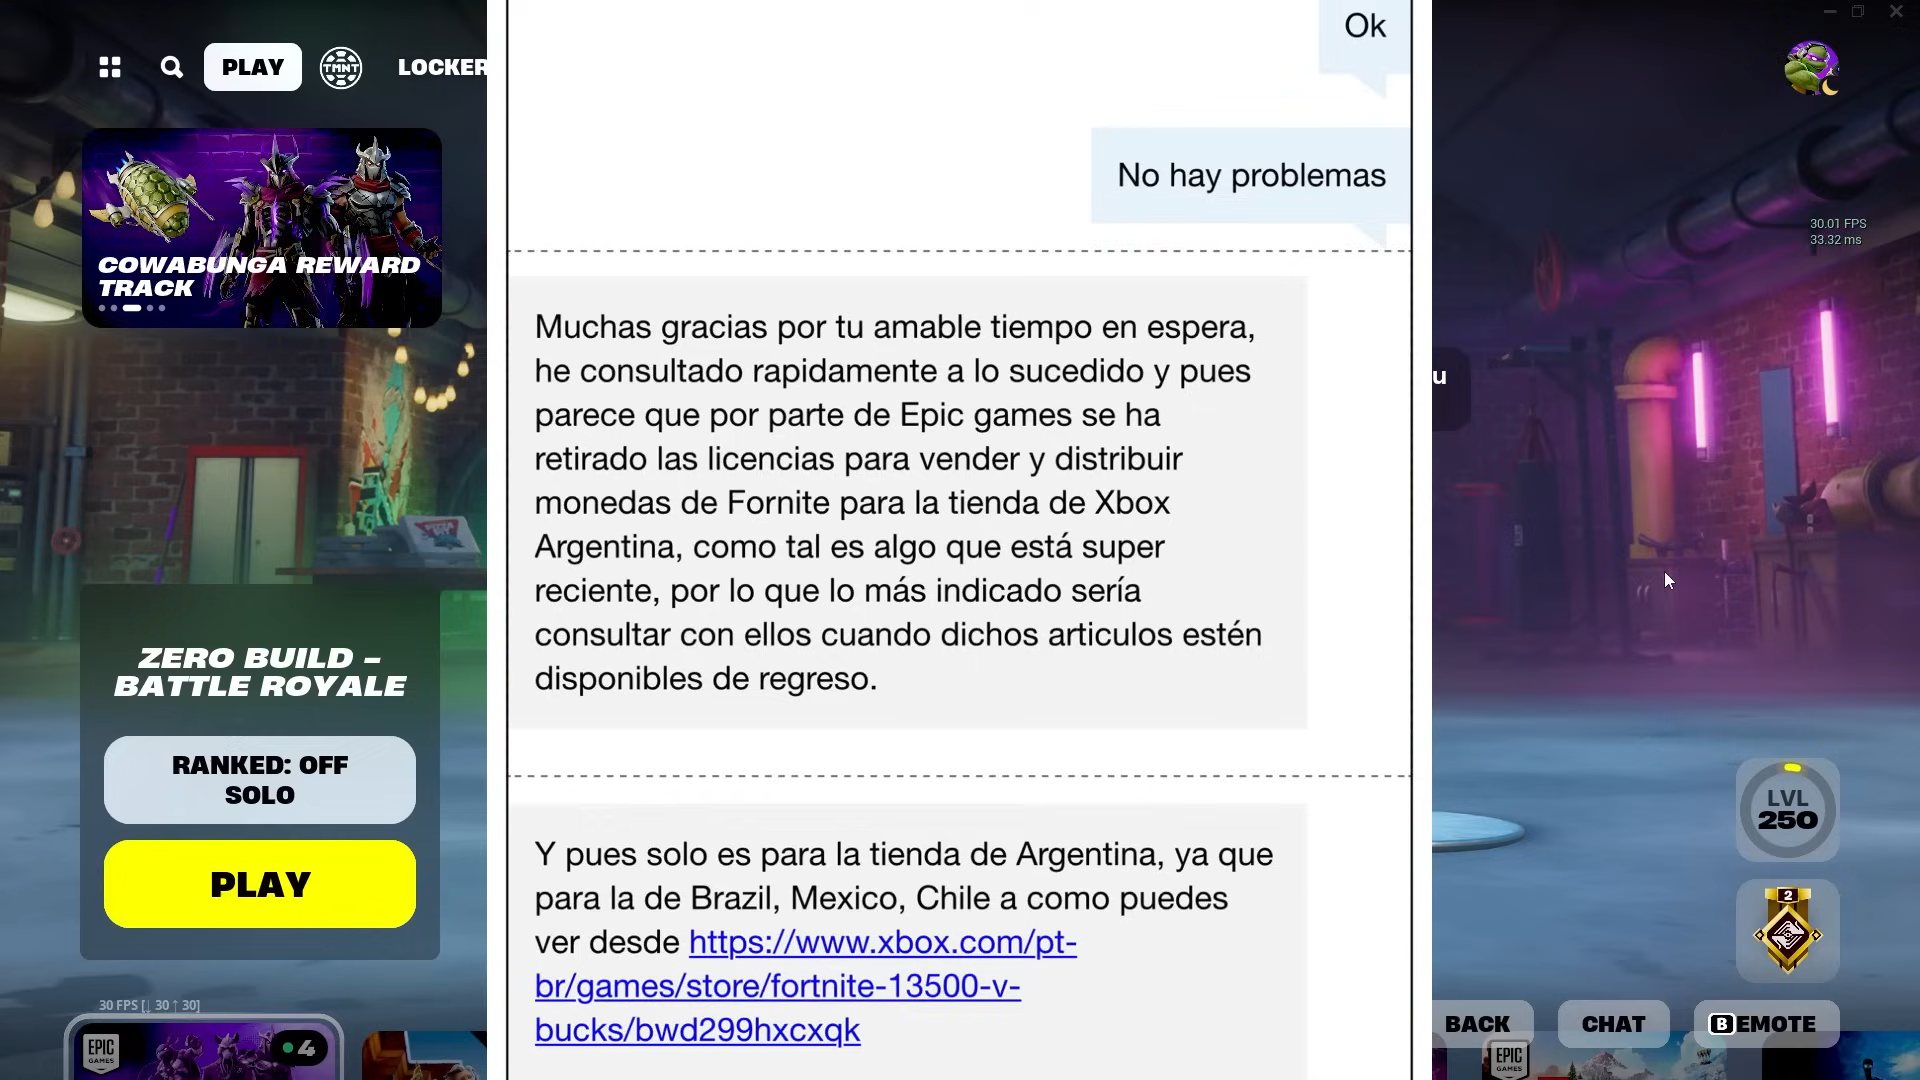 PLAY
TMNT
LOCKER
COWABUNGA REWARD
TRACK
ZERO BUILD –
BATTLE ROYALE
RANKED: OFF
SOLO
PLAY
30 FPS [↓ 30 ↑ 30]
EPIC
GAMES
4
Ok
No hay problemas
Muchas gracias por tu amable tiempo en espera,
he consultado rapidamente a lo sucedido y pues
parece que por parte de Epic games se ha
retirado las licencias para vender y distribuir
monedas de Fornite para la tienda de Xbox
Argentina, como tal es algo que está super
reciente, por lo que lo más indicado sería
consultar con ellos cuando dichos articulos estén
disponibles de regreso.
Y pues solo es para la tienda de Argentina, ya que
para la de Brazil, Mexico, Chile a como puedes
ver desde https://www.xbox.com/pt-
br/games/store/fortnite-13500-v-
bucks/bwd299hxcxqk
30.01 FPS
33.32 ms
u
LVL
250
2
BACK
CHAT
B EMOTE
EPIC
GAMES